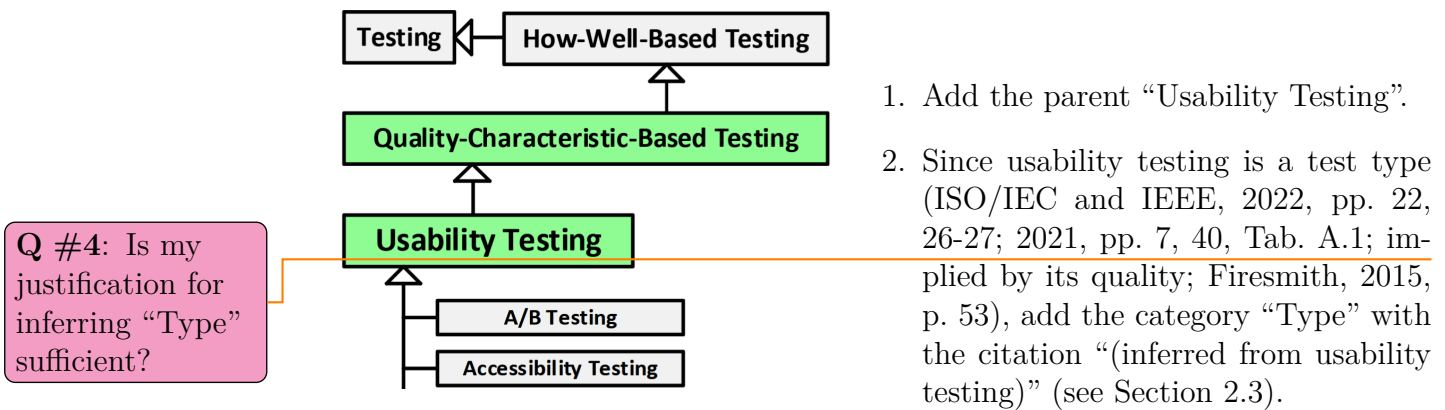 Testing
How-Well-Based Testing
Quality-Characteristic-Based Testing
Usability Testing
A/B Testing
Accessibility Testing
Q #4: Is my
justification for
inferring “Type”
sufficient?
1. Add the parent “Usability Testing”.
2. Since usability testing is a test type
(ISO/IEC and IEEE, 2022, pp. 22,
26-27; 2021, pp. 7, 40, Tab. A.1; im-
plied by its quality; Firesmith, 2015,
p. 53), add the category “Type” with
the citation “(inferred from usability
testing)” (see Section 2.3).